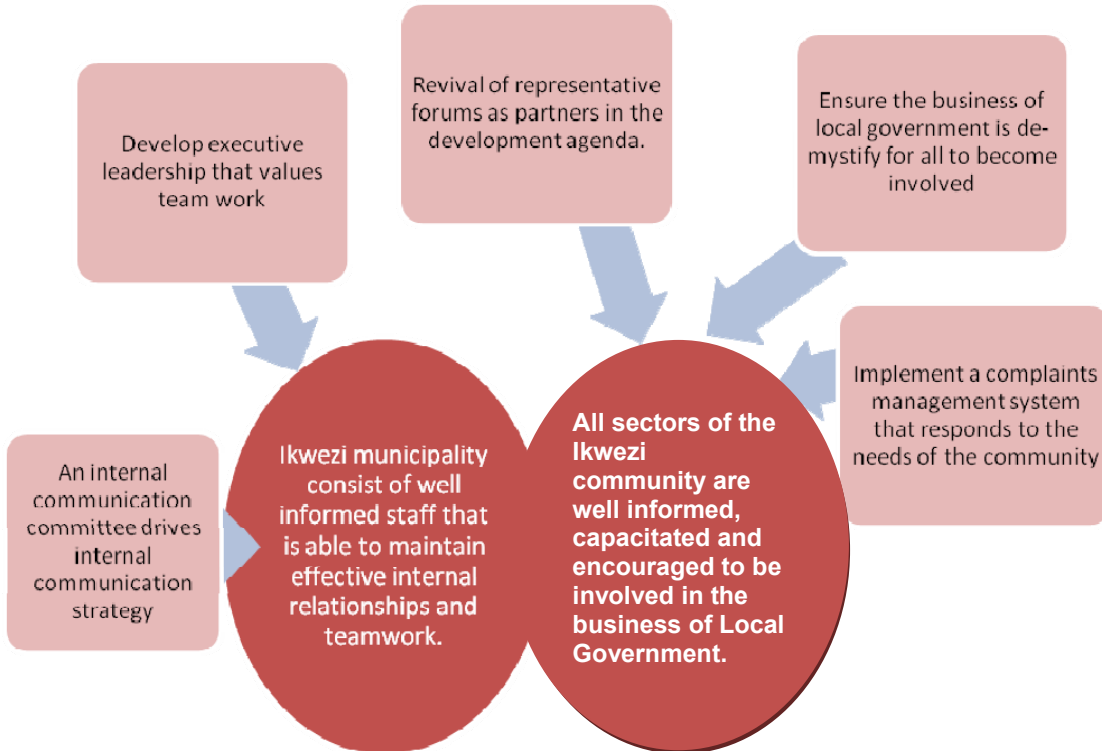 Develop executive
leadership that values
team work
Revival of representative
forums as partners in the
development agenda.
Ensure the business of
local government is de-
mystify for all to become
involved
Implement a complaints
management system
that responds to the
needs of the community
An internal
communication
committee drives
internal
communication
strategy
Ikwezi municipality
consist of well
informed staff that
is able to maintain
effective internal
relationships and
teamwork.
All sectors of the
Ikwezi
community are
well informed,
capacitated and
encouraged to be
involved in the
business of Local
Government.